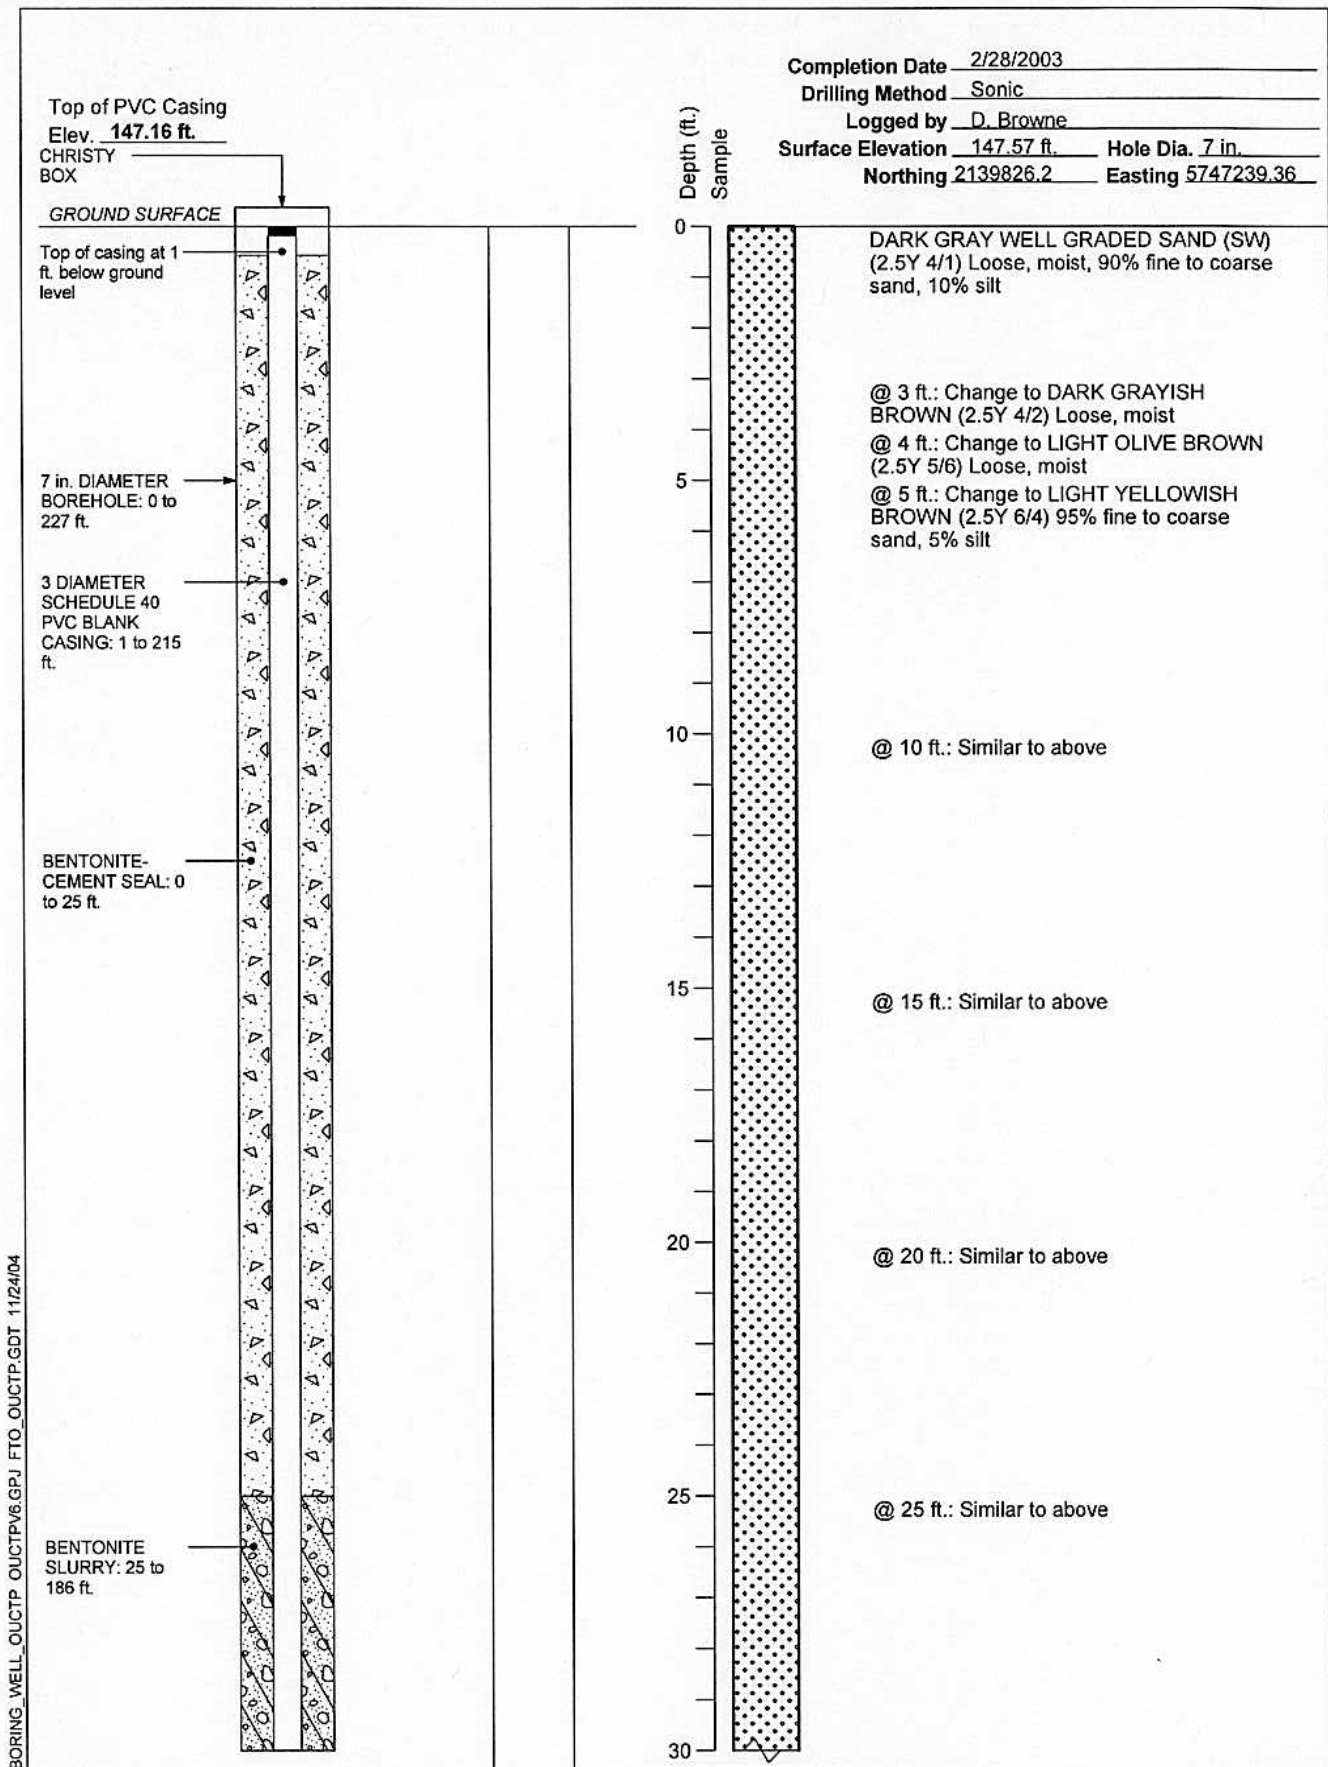 Completion Date 2/28/2003
Drilling Method Sonic
Logged by D. Browne
Surface Elevation 147.57 ft. Hole Dia. 7 in.
Northing 2139826.2 Easting 5747239.36
Top of PVC Casing
Elev. 147.16 ft.
CHRISTY
BOX
GROUND SURFACE
Top of casing at 1
ft. below ground
level
7 in. DIAMETER
BOREHOLE: 0 to
227 ft.
3 DIAMETER
SCHEDULE 40
PVC BLANK
CASING: 1 to 215
ft.
BENTONITE-
CEMENT SEAL: 0
to 25 ft.
BENTONITE
SLURRY: 25 to
186 ft.
Depth (ft.)
Sample
0
5
10
15
20
25
30
DARK GRAY WELL GRADED SAND (SW)
(2.5Y 4/1) Loose, moist, 90% fine to coarse
sand, 10% silt
@ 3 ft.: Change to DARK GRAYISH
BROWN (2.5Y 4/2) Loose, moist
@ 4 ft.: Change to LIGHT OLIVE BROWN
(2.5Y 5/6) Loose, moist
@ 5 ft.: Change to LIGHT YELLOWISH
BROWN (2.5Y 6/4) 95% fine to coarse
sand, 5% silt
@ 10 ft.: Similar to above
@ 15 ft.: Similar to above
@ 20 ft.: Similar to above
@ 25 ft.: Similar to above
BORING_WELL_OUCTP OUCTPV6.GPJ FTO_OUCTP.GDT 11/24/04